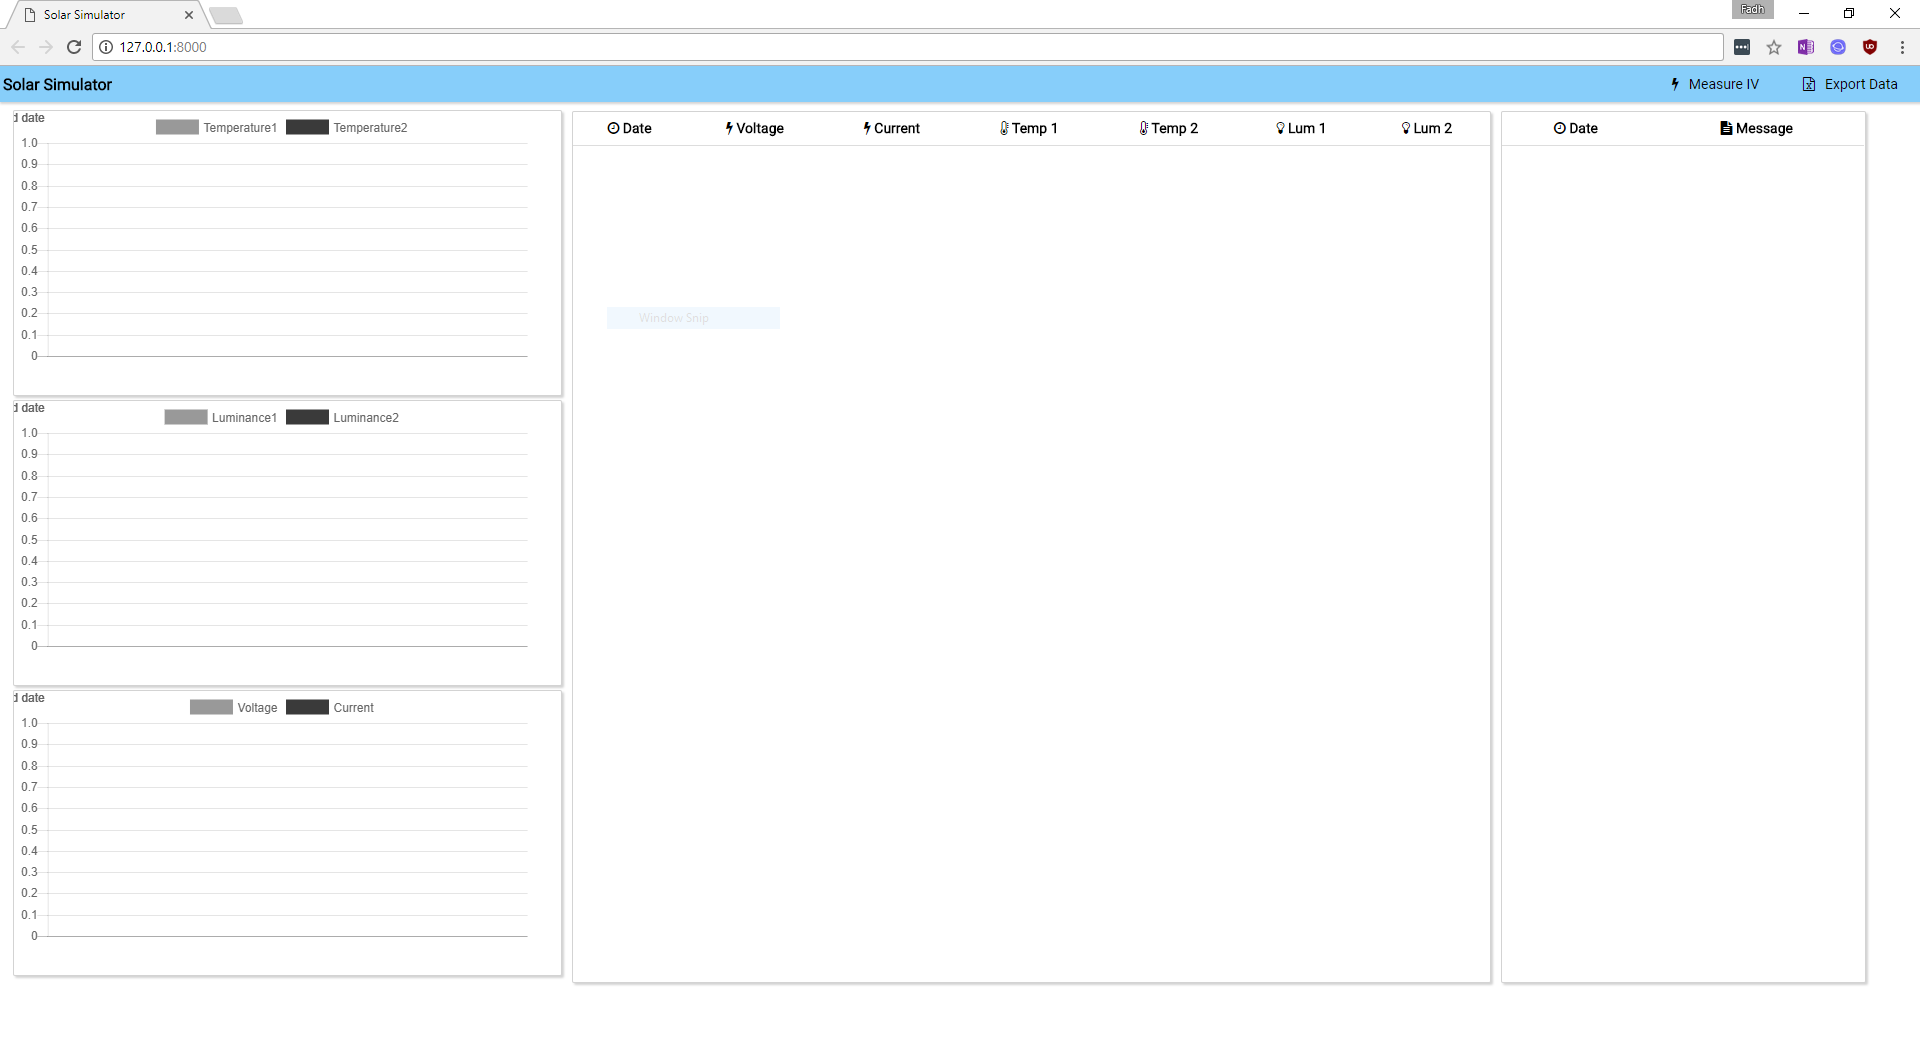 Solar Simulator
Fadh
127.0.0.1:8000
Solar Simulator
Measure IV
Export Data
d date
Temperature1 Temperature2
1.0
0.9
0.8
0.7
0.6
0.5
0.4
0.3
0.2
0.1
0
d date
Luminance1 Luminance2
1.0
0.9
0.8
0.7
0.6
0.5
0.4
0.3
0.2
0.1
0
d date
Voltage Current
1.0
0.9
0.8
0.7
0.6
0.5
0.4
0.3
0.2
0.1
0
Date Voltage Current Temp 1 Temp 2 Lum 1 Lum 2
Window Snip
Date Message